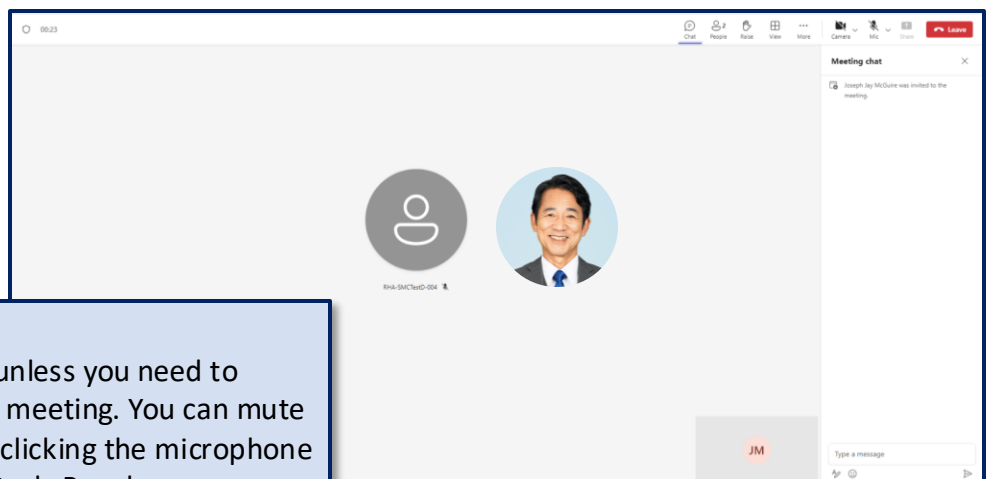 00:23
Chat People Raise View More Camera Mic Share Leave
Meeting chat
Joseph Jay McGuire was invited to the
meeting.
RHA-SMCTestD-004
unless you need to
meeting. You can mute
clicking the microphone
JM
Type a message